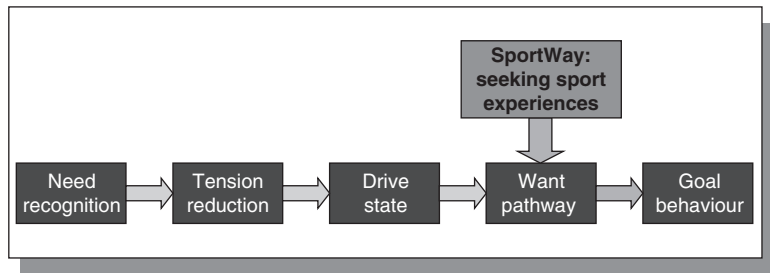 SportWay:
seeking sport
experiences
Need
recognition
Tension
reduction
Drive
state
Want
pathway
Goal
behaviour